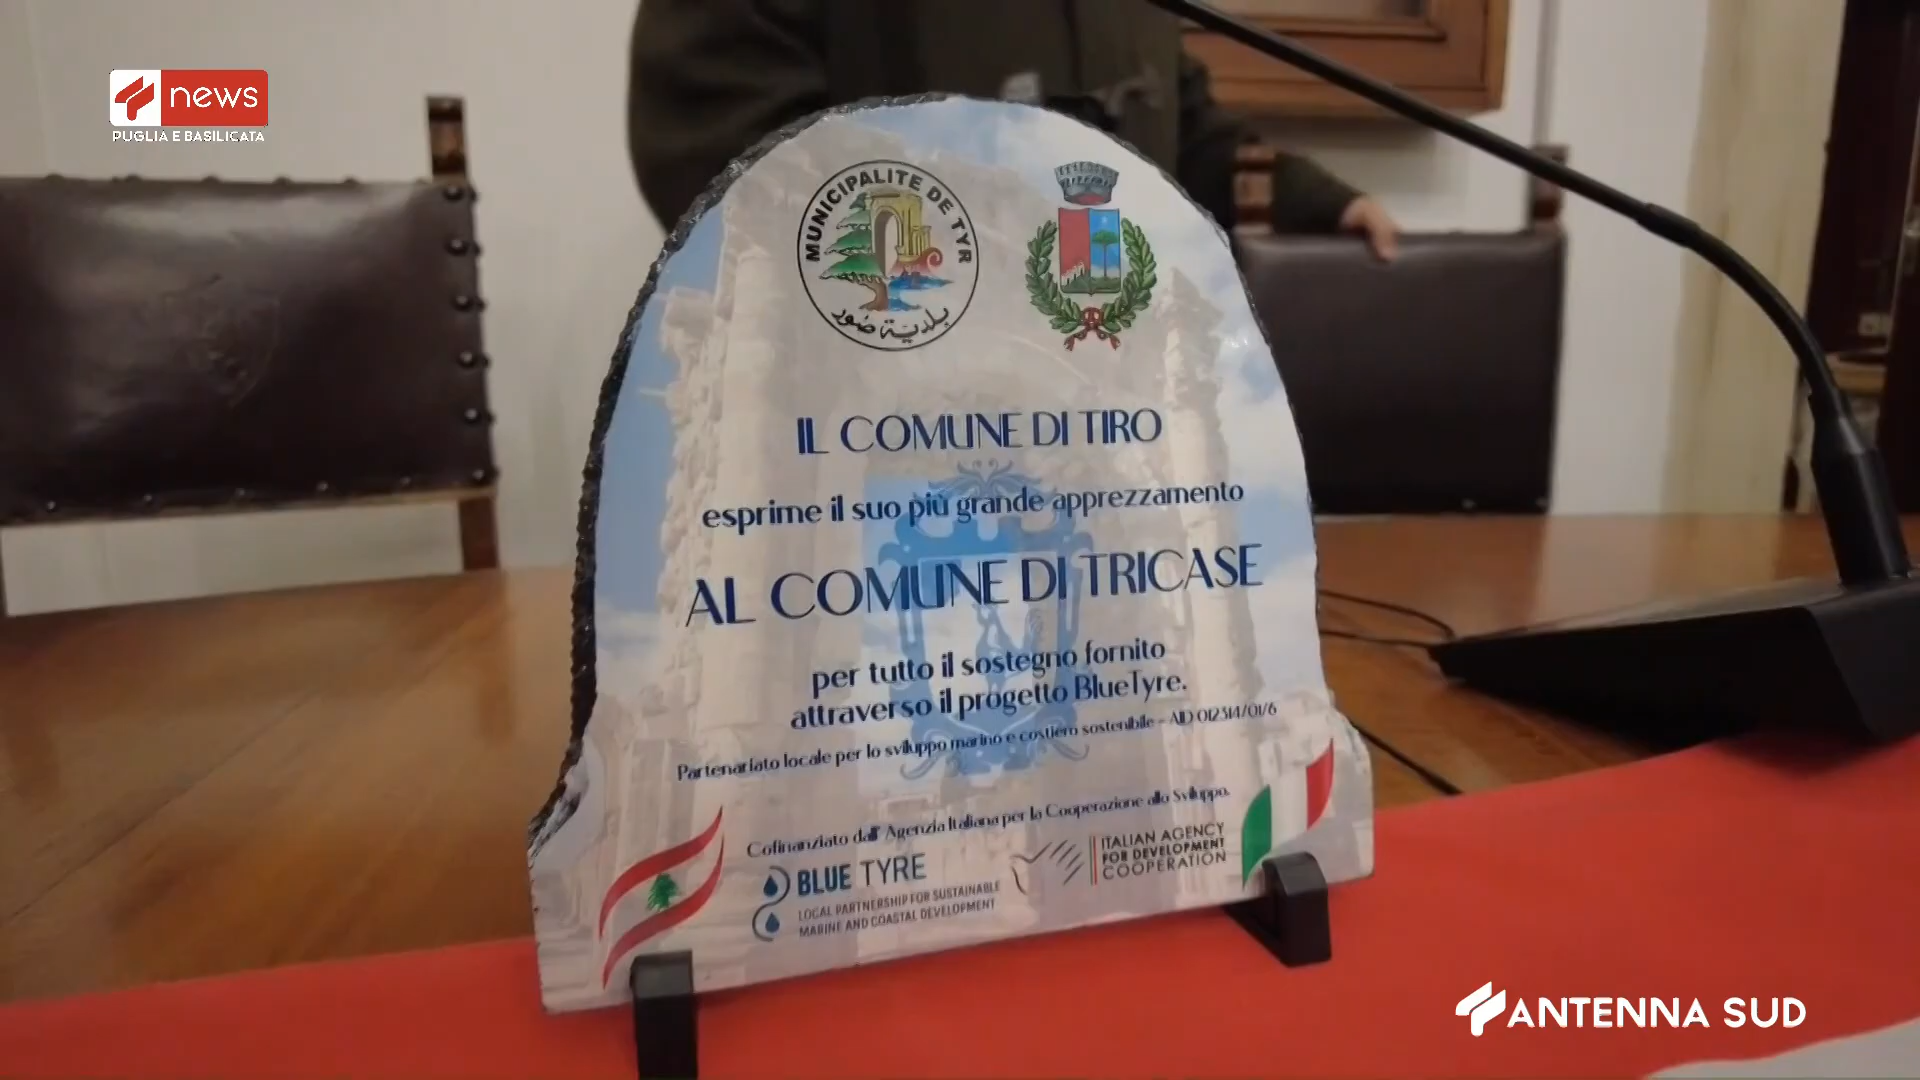 news
PUGLIA E BASILICATA
MUNICIPALITE DE TYR
بلدية صور
IL COMUNE DI TIRO
esprime il suo più grande apprezzamento
AL COMUNE DI TRICASE
per tutto il sostegno fornito
attraverso il progetto BlueTyre.
Partenariato locale per lo sviluppo marino e costiero sostenibile - AID 012314/01/6
Cofinanziato dall' Agenzia Italiana per la Cooperazione allo Sviluppo.
BLUE TYRE
LOCAL PARTNERSHIP FOR SUSTAINABLE
MARINE AND COASTAL DEVELOPMENT
ITALIAN AGENCY
FOR DEVELOPMENT
COOPERATION
ANTENNA SUD